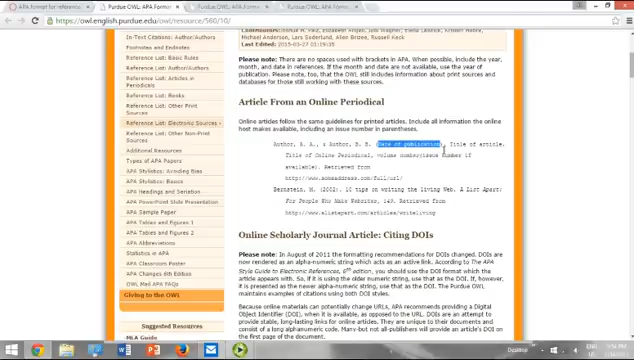 APA format for reference
Purdue OWL: APA Format
Purdue OWL: APA Format
Purdue OWL: APA Format
https://owl.english.purdue.edu/owl/resource/560/10/
Michael Anderson, Lars Soderlund, Allen Brizee, Russell Keck
Last Edited: 2015-03-27 01:19:35
In-Text Citations: Author/Authors
Footnotes and Endnotes
Reference List: Basic Rules
Reference List: Author/Authors
Reference List: Articles in
Periodicals
Reference List: Books
Reference List: Other Print
Sources
Reference List: Electronic Sources
Reference List: Other Non-Print
Sources
Additional Resources
Types of APA Papers
APA Stylistics: Avoiding Bias
APA Stylistics: Basics
APA Headings and Seriation
APA PowerPoint Slide Presentation
APA Sample Paper
APA Tables and Figures 1
APA Tables and Figures 2
APA Abbreviations
Statistics in APA
APA Classroom Poster
APA Changes 6th Edition
OWL Mail APA FAQs
Giving to the OWL
Suggested Resources
MLA Guide
Please note: There are no spaces used with brackets in APA. When possible, include the year,
month, and date in references. If the month and date are not available, use the year of
publication. Please note, too, that the OWL still includes information about print sources and
databases for those still working with these sources.
Article From an Online Periodical
Online articles follow the same guidelines for printed articles. Include all information the online
host makes available, including an issue number in parentheses.
Author, A. A., & Author, B. B. (Date of publication). Title of article.
Title of Online Periodical, volume number(issue number if
available). Retrieved from
http://www.someaddress.com/full/url/
Bernstein, M. (2002). 10 tips on writing the living Web. A List Apart:
For People Who Make Websites, 149. Retrieved from
http://www.alistapart.com/articles/writeliving
Online Scholarly Journal Article: Citing DOIs
Please note: In August of 2011 the formatting recommendations for DOIs changed. DOIs are
now rendered as an alpha-numeric string which acts as an active link. According to The APA
Style Guide to Electronic References, 6th edition, you should use the DOI format which the
article appears with. So, if it is using the older numeric string, use that as the DOI. If, however,
it is presented as the newer alpha-numeric string, use that as the DOI. The Purdue OWL
maintains examples of citations using both DOI styles.
Because online materials can potentially change URLs, APA recommends providing a Digital
Object Identifier (DOI), when it is available, as opposed to the URL. DOIs are an attempt to
provide stable, long-lasting links for online articles. They are unique to their documents and
consist of a long alphanumeric code. Many-but not all-publishers will provide an article's DOI on
the first page of the document.
Desktop
ENG